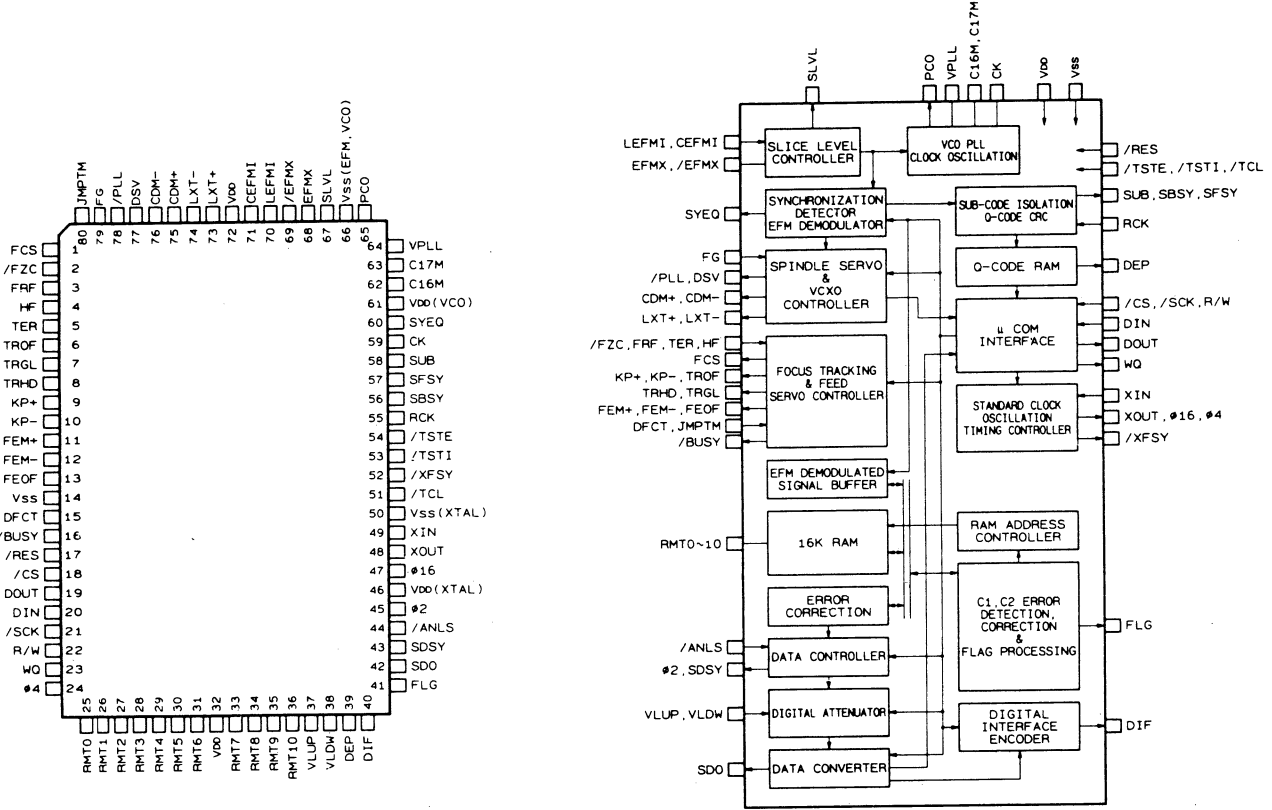 JMPTM
FG
/PLL
DSV
CDM-
CDM+
LXT-
LXT+
VDD
CEFMI
LEFMI
/EFMX
EFMX
SLVL
Vss(EFM,VCO)
PCO
80
79
78
77
76
75
74
73
72
71
70
69
68
67
66
65
FCS 1
/FZC 2
FRF 3
HF 4
TER 5
TROF 6
TRGL 7
TRHD 8
KP+ 9
KP- 10
FEM+ 11
FEM- 12
FEOF 13
Vss 14
DFCT 15
/BUSY 16
/RES 17
/CS 18
DOUT 19
DIN 20
/SCK 21
R/W 22
WQ 23
ø4 24
64 VPLL
63 C17M
62 C16M
61 VDD(VCO)
60 SYEQ
59 CK
58 SUB
57 SFSY
56 SBSY
55 RCK
54 /TSTE
53 /TSTI
52 /XFSY
51 /TCL
50 Vss(XTAL)
49 XIN
48 XOUT
47 ø16
46 VDD(XTAL)
45 ø2
44 /ANLS
43 SDSY
42 SDO
41 FLG
25
26
27
28
29
30
31
32
33
34
35
36
37
38
39
40
RMT0
RMT1
RMT2
RMT3
RMT4
RMT5
RMT6
VDD
RMT7
RMT8
RMT9
RMT10
VLUP
VLDW
DEP
DIF
SLVL
PCO
VPLL
C16M,C17M
CK
VDD
Vss
LEFMI,CEFMI
EFMX,/EFMX
SYEQ
FG
/PLL,DSV
CDM+,CDM-
LXT+,LXT-
/FZC,FRF,TER,HF
FCS
KP+,KP-,TROF
TRHD,TRGL
FEM+,FEM-,FEOF
DFCT,JMPTM
/BUSY
RMT0~10
/ANLS
ø2,SDSY
VLUP,VLDW
SDO
SLICE LEVEL
CONTROLLER
VCO PLL
CLOCK OSCILLATION
SYNCHRONIZATION
DETECTOR
EFM DEMODULATOR
SUB-CODE ISOLATION
Q-CODE CRC
SPINDLE SERVO
&
VCXO
CONTROLLER
Q-CODE RAM
µ COM
INTERFACE
FOCUS TRACKING
& FEED
SERVO CONTROLLER
STANDARD CLOCK
OSCILLATION
TIMING CONTROLLER
EFM DEMODULATED
SIGNAL BUFFER
16K RAM
RAM ADDRESS
CONTROLLER
ERROR
CORRECTION
C1,C2 ERROR
DETECTION,
CORRECTION
&
FLAG PROCESSING
DATA CONTROLLER
DIGITAL ATTENUATOR
DIGITAL
INTERFACE
ENCODER
DATA CONVERTER
/RES
/TSTE,/TSTI,/TCL
SUB,SBSY,SFSY
RCK
DEP
/CS,/SCK,R/W
DIN
DOUT
WQ
XIN
XOUT,ø16,ø4
/XFSY
FLG
DIF